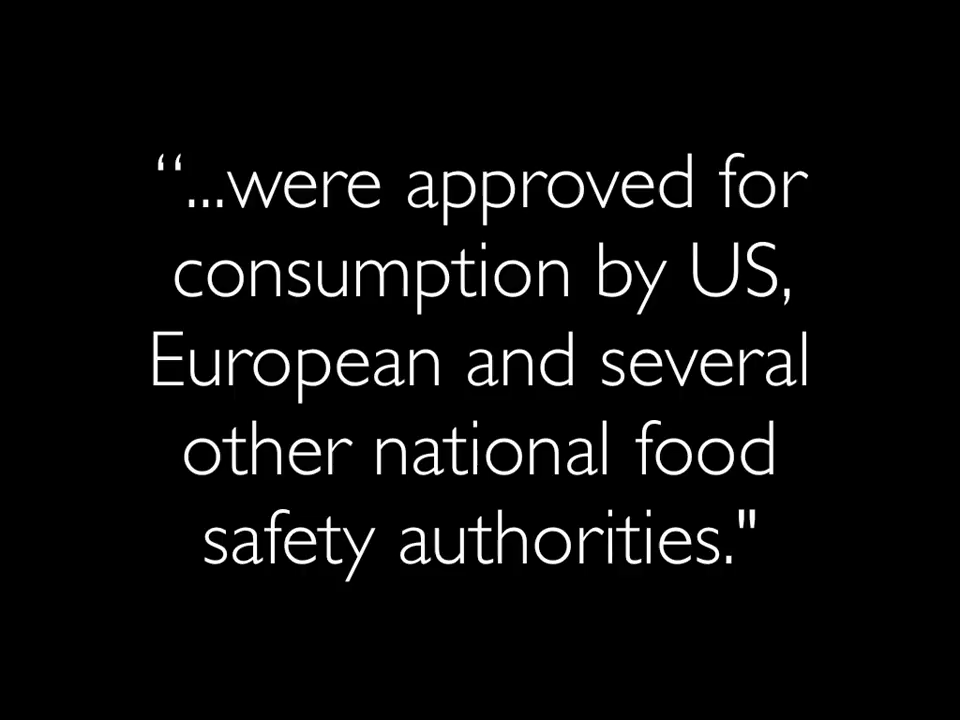 “...were approved for
consumption by US,
European and several
other national food
safety authorities."